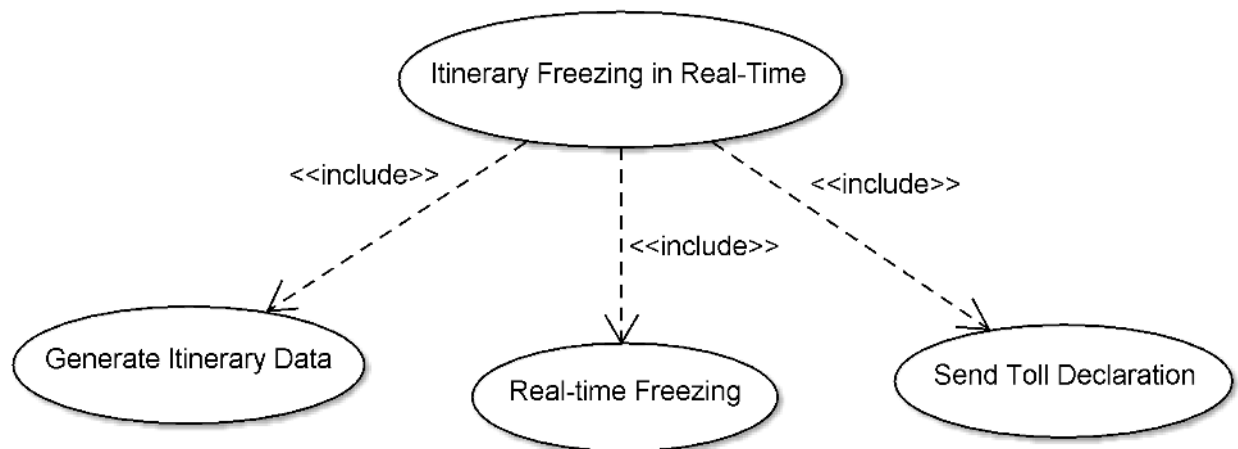 Itinerary Freezing in Real-Time
<<include>>
<<include>>
<<include>>
Generate Itinerary Data
Real-time Freezing
Send Toll Declaration